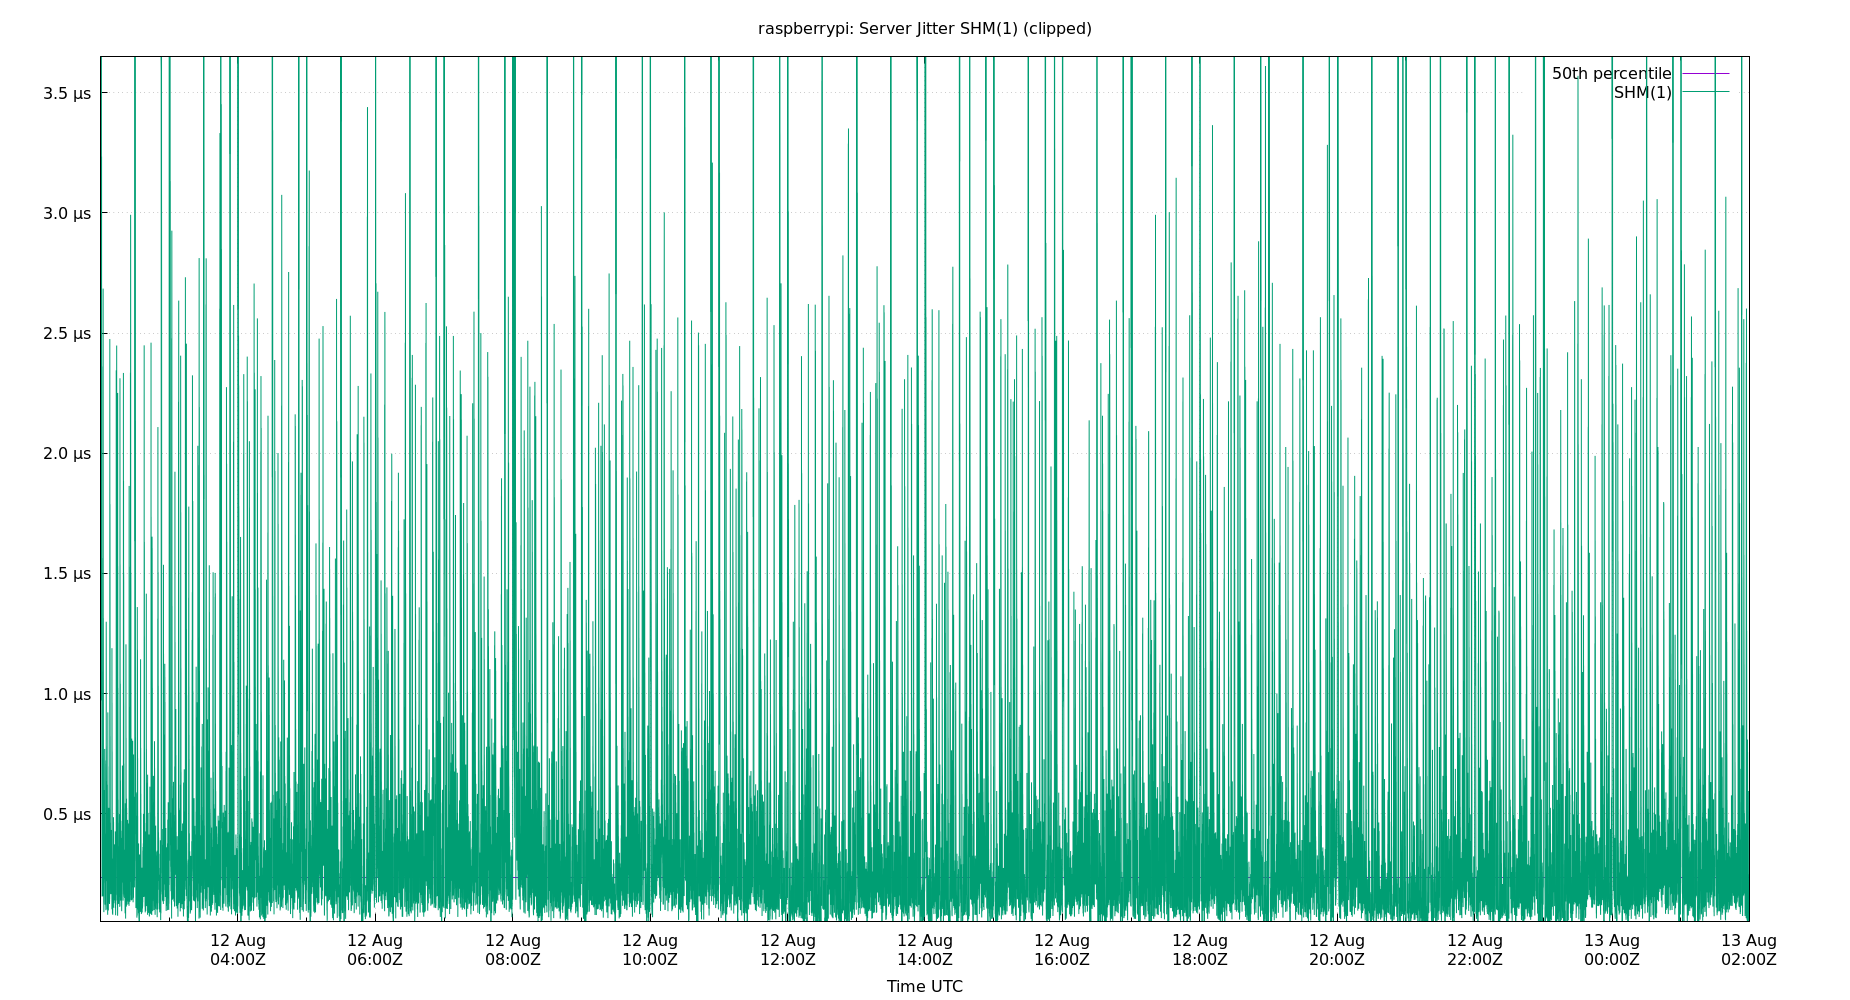 raspberrypi: Server Jitter SHM(1) (clipped)
50th percentile
SHM(1)
3.5 µs
3.0 µs
2.5 µs
2.0 µs
1.5 µs
1.0 µs
0.5 µs
12 Aug 12 Aug 12 Aug 12 Aug 12 Aug 12 Aug 12 Aug 12 Aug 12 Aug 12 Aug 13 Aug 13 Aug
04:00Z 06:00Z 08:00Z 10:00Z 12:00Z 14:00Z 16:00Z 18:00Z 20:00Z 22:00Z 00:00Z 02:00Z
Time UTC